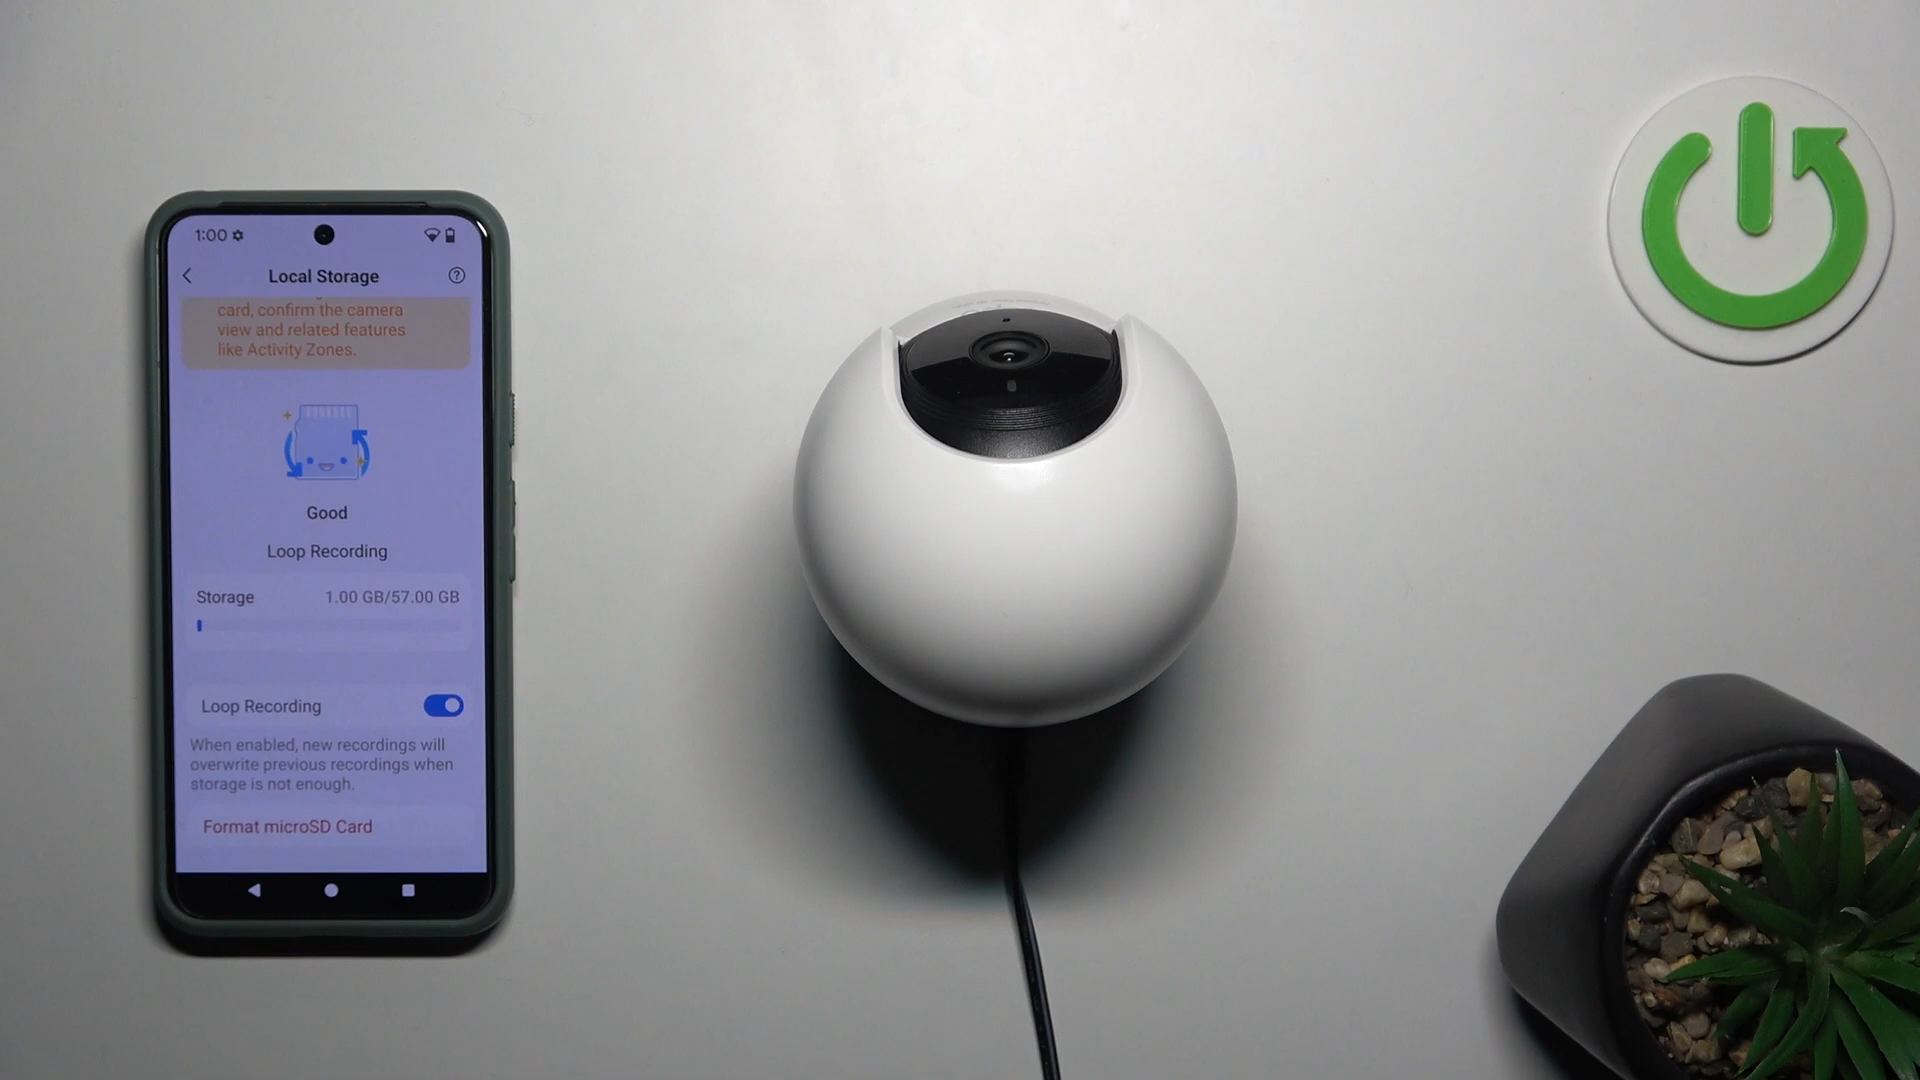 1:00
Local Storage
card, confirm the camera
view and related features
like Activity Zones.
Good
Loop Recording
Storage 1.00 GB/57.00 GB
Loop Recording
When enabled, new recordings will
overwrite previous recordings when
storage is not enough.
Format microSD Card